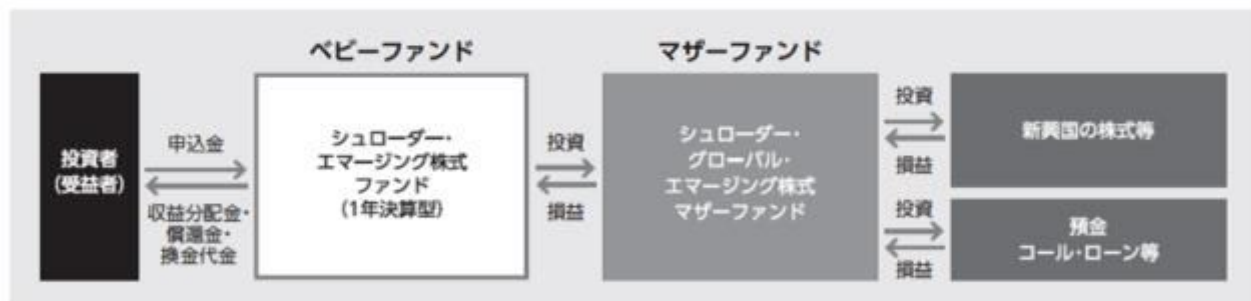 ベビーファンド
マザーファンド
投資者
(受益者)
申込金
収益分配金・
償還金・
換金代金
シュローダー・
エマージング株式
ファンド
(1年決算型)
投資
損益
シュローダー・
グローバル・
エマージング株式
マザーファンド
投資
損益
新興国の株式等
投資
損益
預金
コール・ローン等